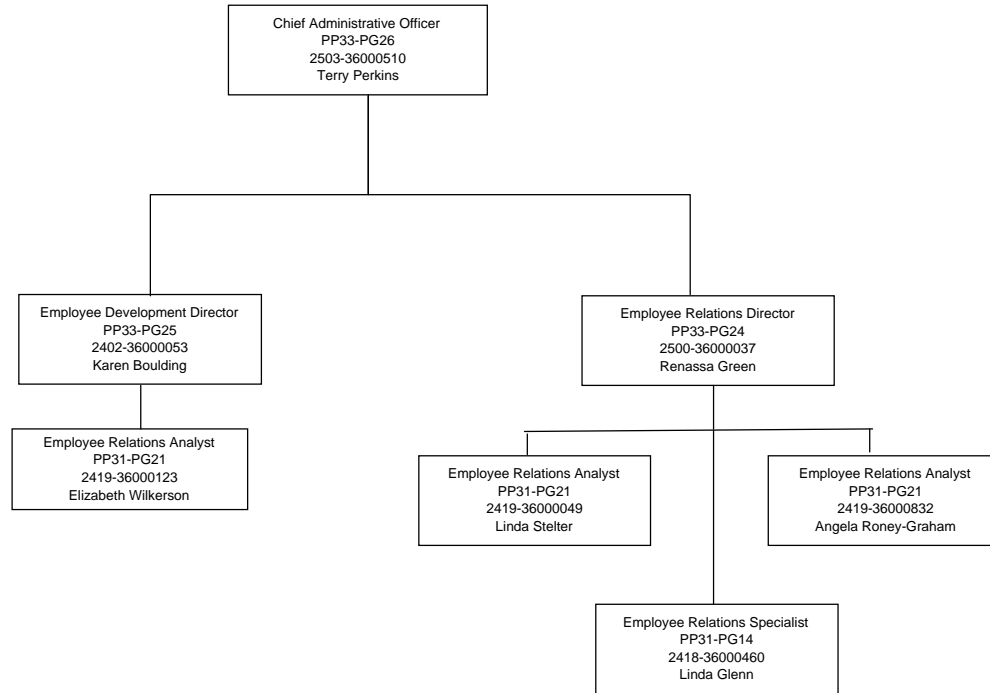 Chief Administrative Officer
PP33-PG26
2503-36000510
Terry Perkins
Employee Development Director
PP33-PG25
2402-36000053
Karen Boulding
Employee Relations Director
PP33-PG24
2500-36000037
Renassa Green
Employee Relations Analyst
PP31-PG21
2419-36000123
Elizabeth Wilkerson
Employee Relations Analyst
PP31-PG21
2419-36000049
Linda Stelter
Employee Relations Analyst
PP31-PG21
2419-36000832
Angela Roney-Graham
Employee Relations Specialist
PP31-PG14
2418-36000460
Linda Glenn